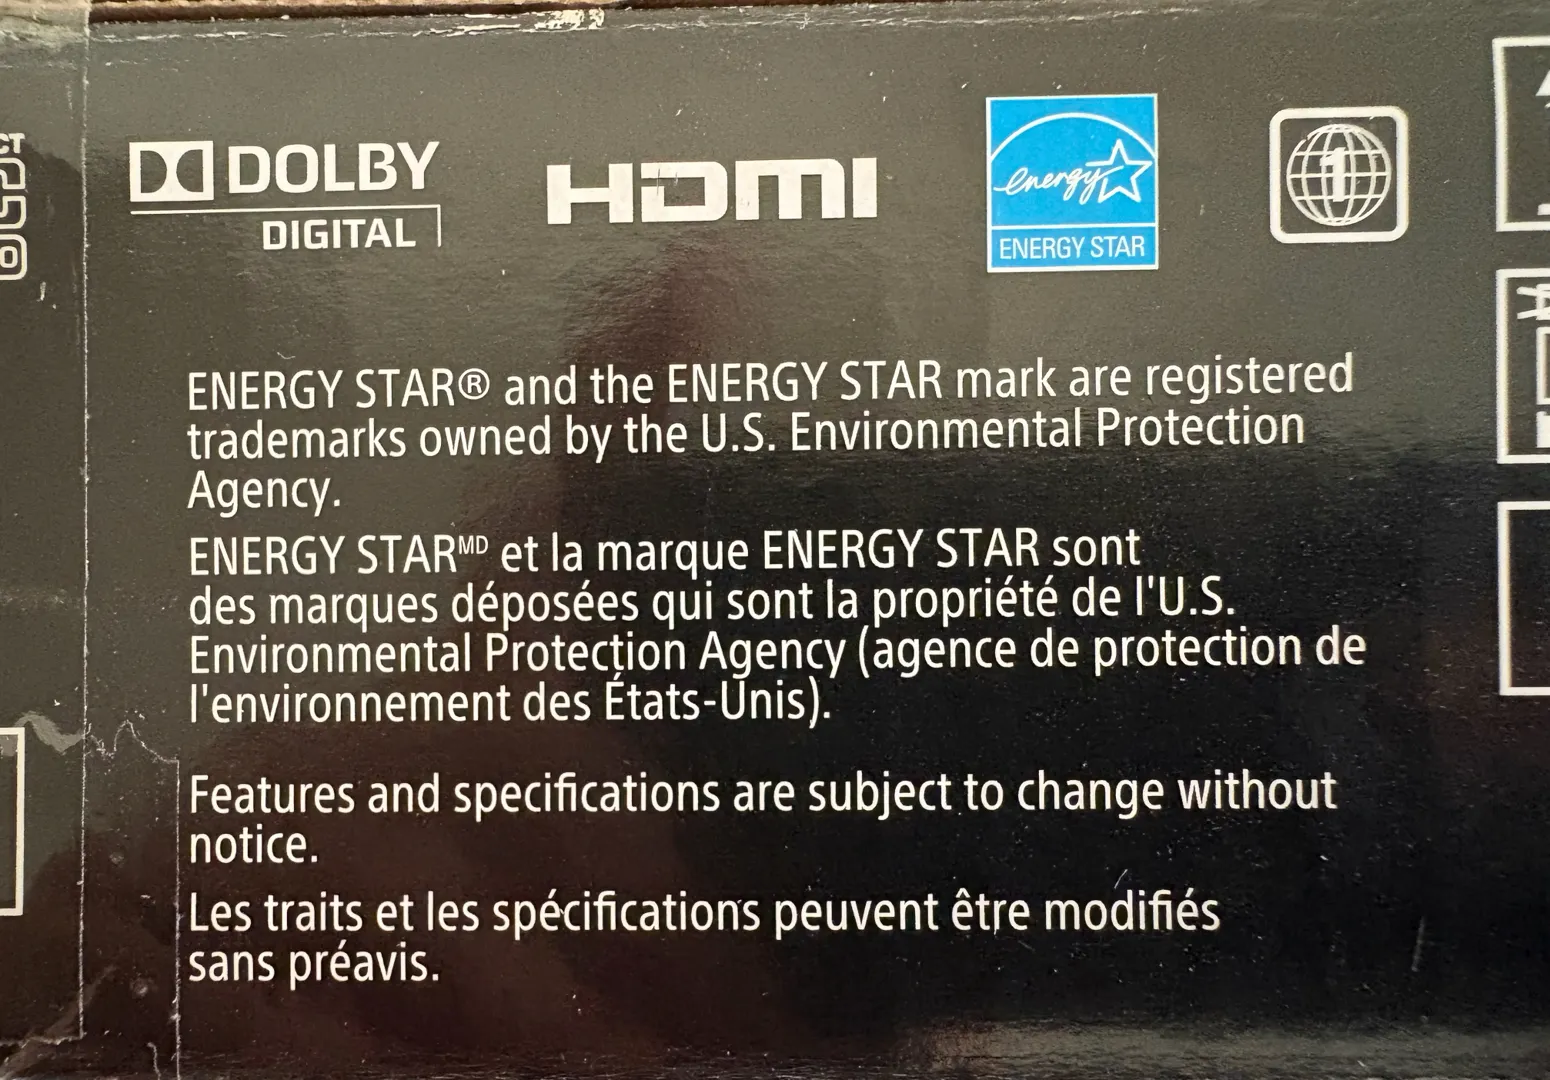 DOLBY
DIGITAL
HDMI
energy
ENERGY STAR
1
ENERGY STAR® and the ENERGY STAR mark are registered
trademarks owned by the U.S. Environmental Protection
Agency.
ENERGY STARᴹᴰ et la marque ENERGY STAR sont
des marques déposées qui sont la propriété de l'U.S.
Environmental Protection Agency (agence de protection de
l'environnement des États-Unis).
Features and specifications are subject to change without
notice.
Les traits et les spécifications peuvent être modifiés
sans préavis.